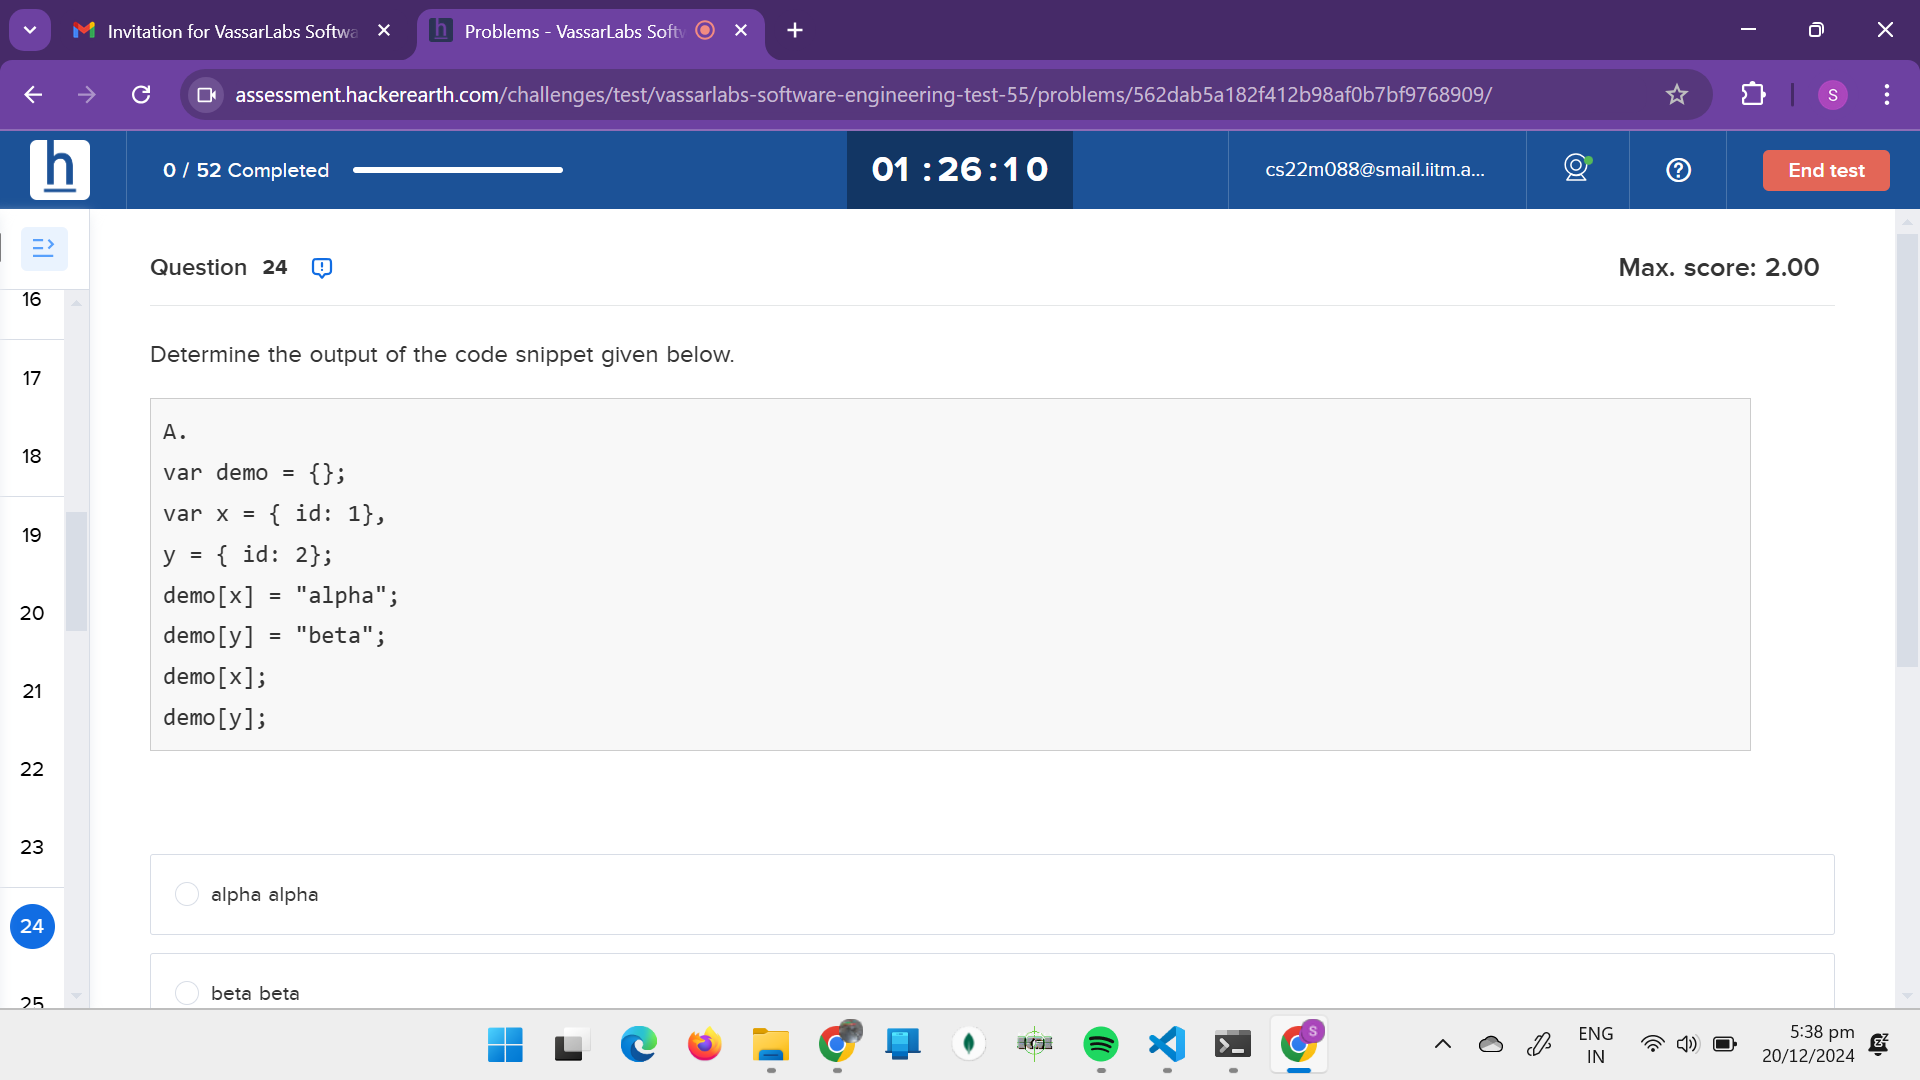 Invitation for VassarLabs Softwa
Problems - VassarLabs Softw
assessment.hackerearth.com/challenges/test/vassarlabs-software-engineering-test-55/problems/562dab5a182f412b98af0b7bf9768909/
S
h
0 / 52 Completed
01 : 26 : 10
cs22m088@smail.iitm.a...
End test
Question 24
Max. score: 2.00
16
17
18
19
20
21
22
23
24
25
Determine the output of the code snippet given below.
A.
var demo = {};
var x = { id: 1},
y = { id: 2};
demo[x] = "alpha";
demo[y] = "beta";
demo[x];
demo[y];
alpha alpha
beta beta
S
ENG
IN
5:38 pm
20/12/2024